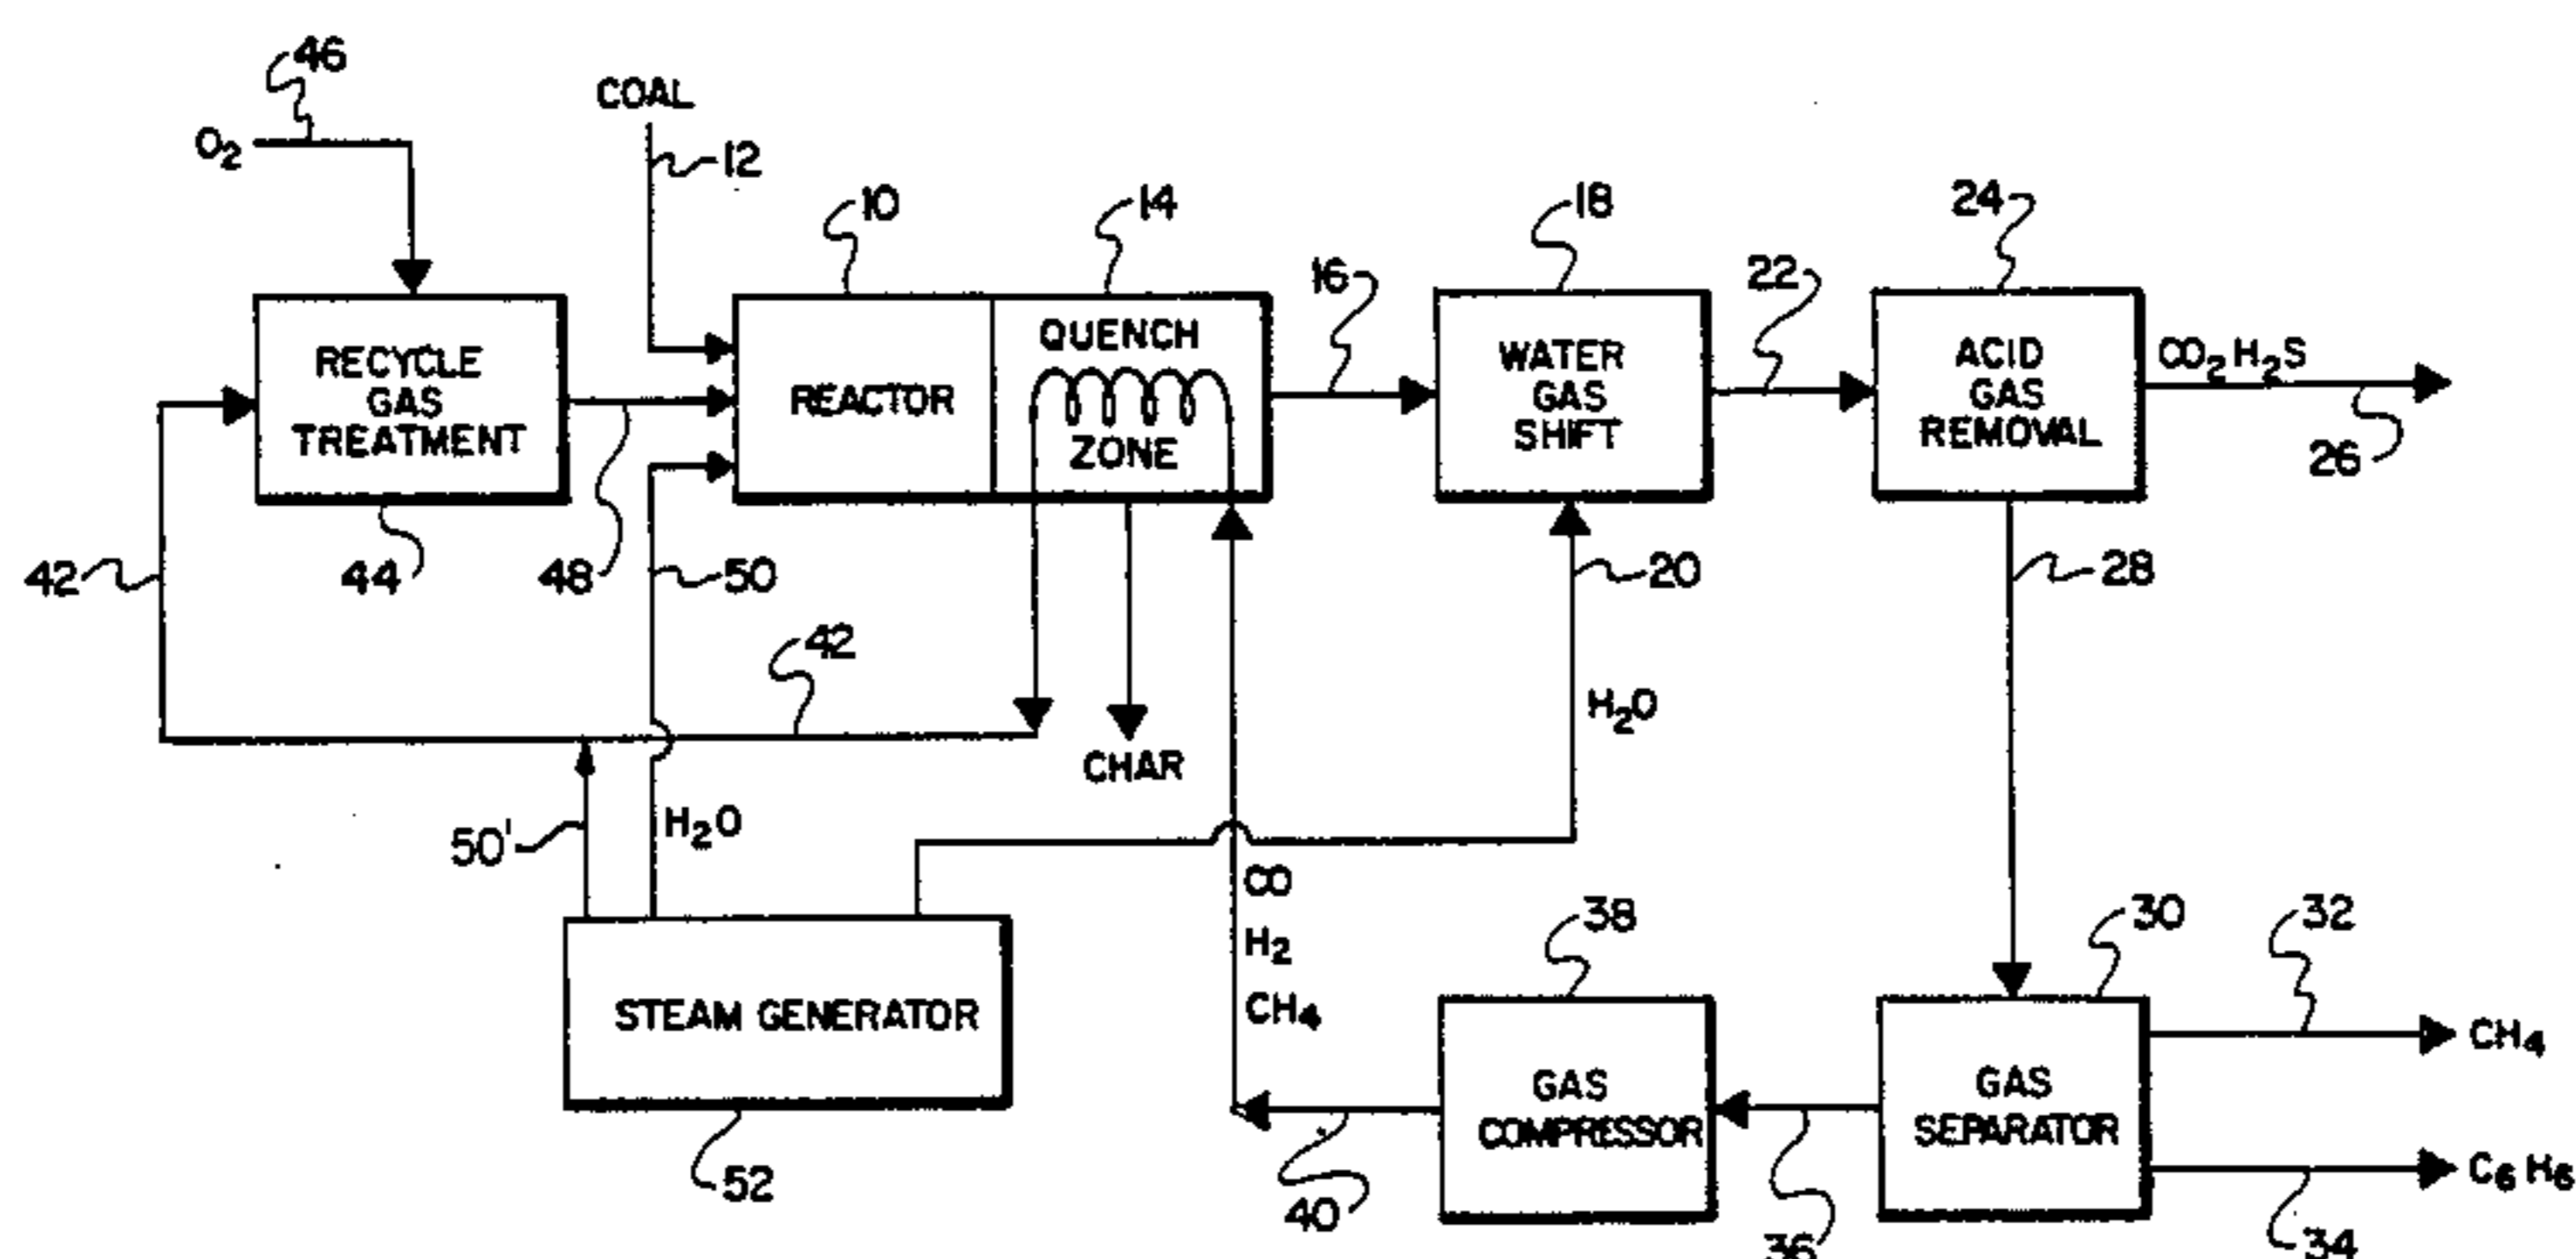 46
COAL
O2
12
10
14
18
24
16
22
RECYCLE
GAS
TREATMENT
REACTOR
QUENCH
ZONE
WATER
GAS
SHIFT
ACID
GAS
REMOVAL
CO2 H2S
26
42
44
48
50
20
28
42
H2O
CHAR
50'
H2O
CO
H2
CH4
38
30
32
STEAM GENERATOR
GAS
COMPRESSOR
GAS
SEPARATOR
CH4
C6 H6
52
40
36
34